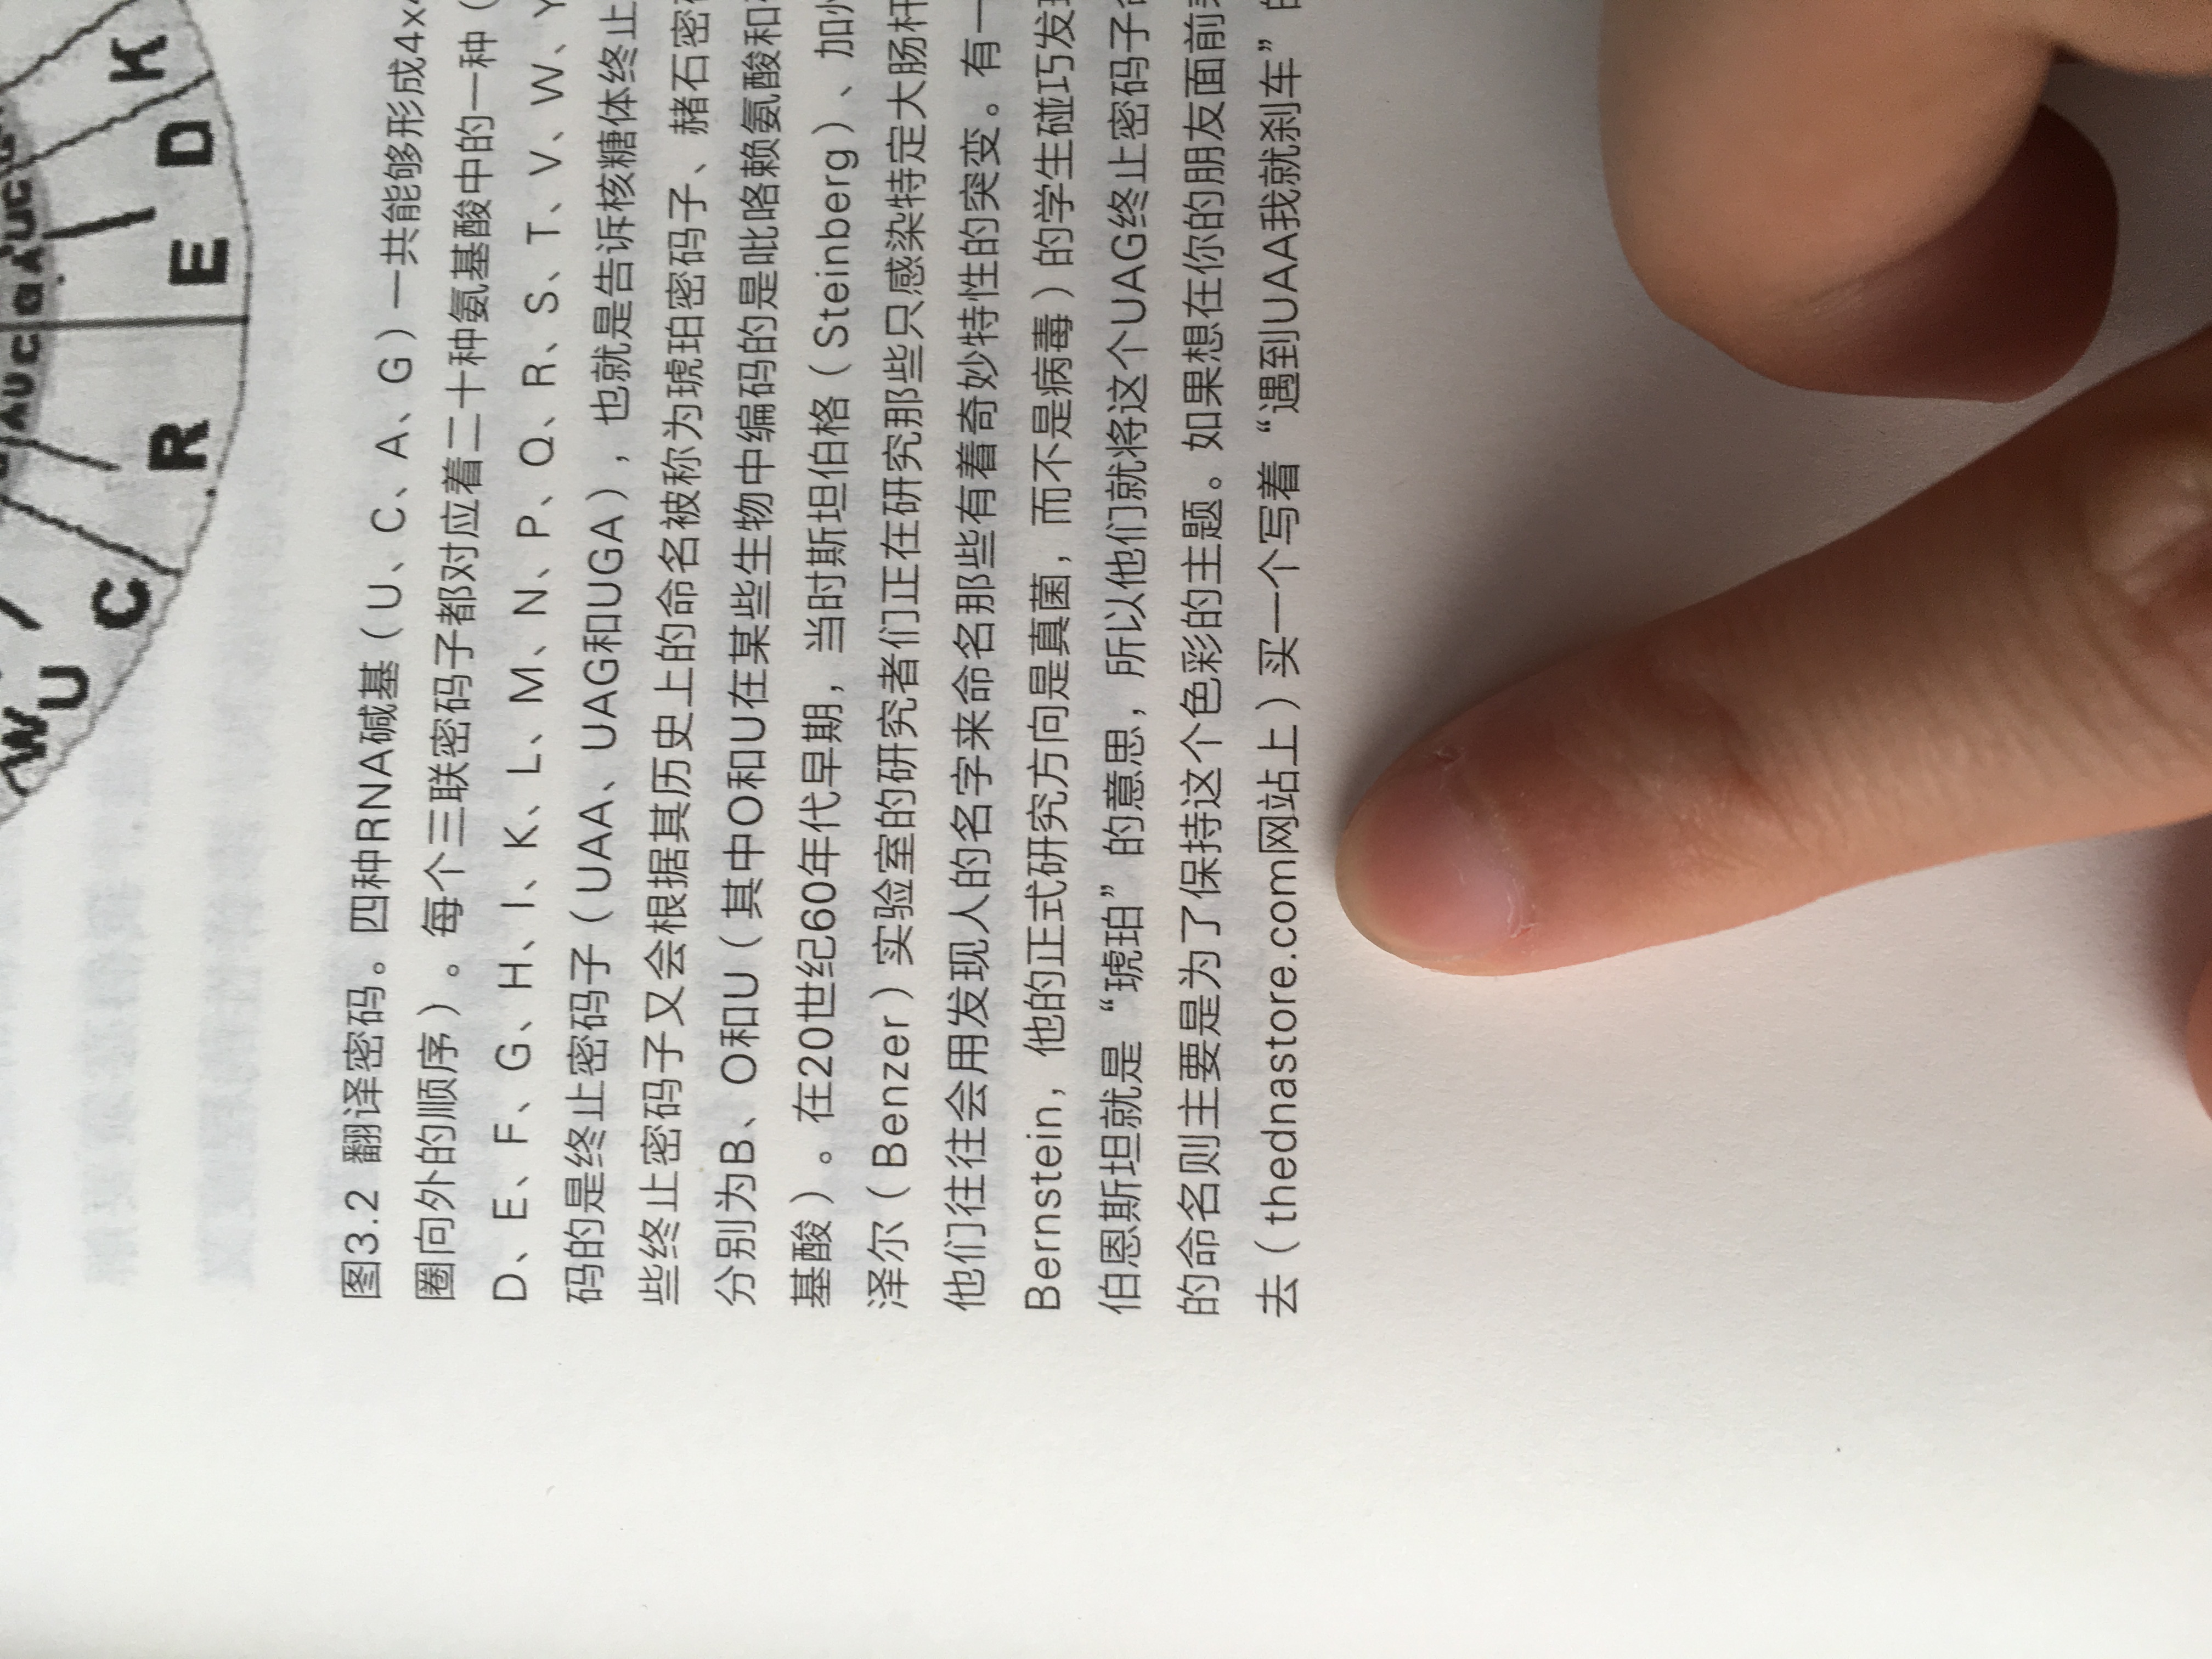 W
U
C
R
E D K
AUCGAUCG
图3.2 翻译密码。四种RNA碱基（U、C、A、G）一共能够形成4x
圈向外的顺序）。每个三联密码子都对应着二十种氨基酸中的一种（
D、E、F、G、H、I、K、L、M、N、P、Q、R、S、T、V、W、Y
码的是终止密码子（UAA、UAG和UGA），也就是告诉核糖体终止
些终止密码子又会根据其历史上的命名被称为琥珀密码子、赭石密
分别为B、O和U（其中O和U在某些生物中编码的是吡咯赖氨酸和
基酸）。在20世纪60年代早期，当时斯坦伯格（Steinberg）、加
泽尔（Benzer）实验室的研究者们正在研究那些只感染特定大肠杆
他们往往会用发现人的名字来命名那些有着奇妙特性的突变。有一
Bernstein，他的正式研究方向是真菌，而不是病毒）的学生碰巧发
伯恩斯坦就是“琥珀”的意思，所以他们就将这个UAG终止密码子
的命名则主要是为了保持这个色彩的主题。如果想在你的朋友面前
去（thednastore.com网站上）买一个写着“遇到UAA我就刹车”